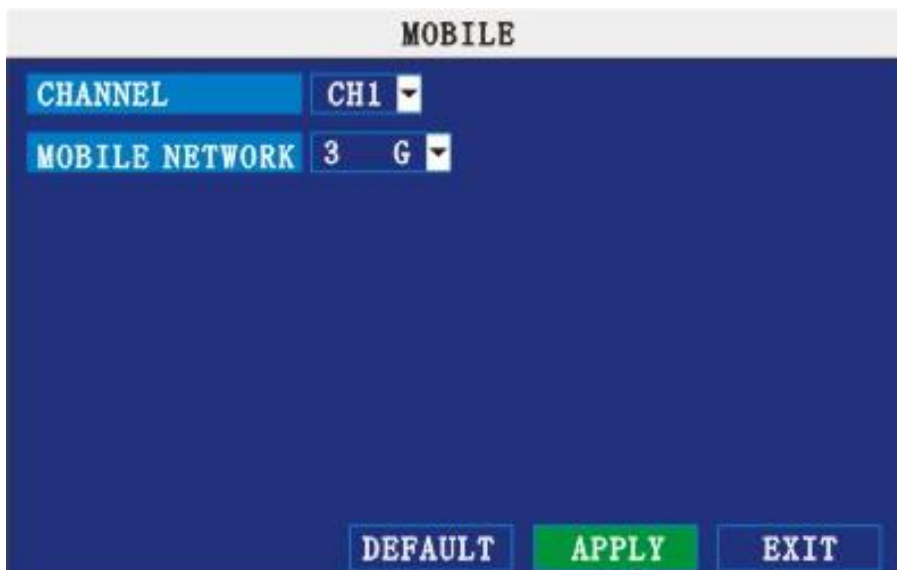 MOBILE
CHANNEL CH1
MOBILE NETWORK 3 G
DEFAULT APPLY EXIT